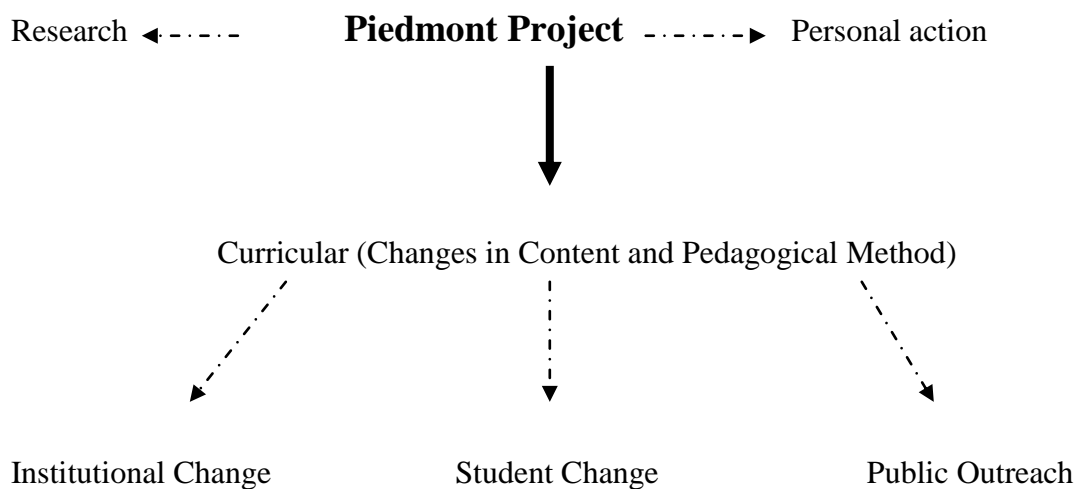 Research Piedmont Project Personal action
Curricular (Changes in Content and Pedagogical Method)
Institutional Change Student Change Public Outreach